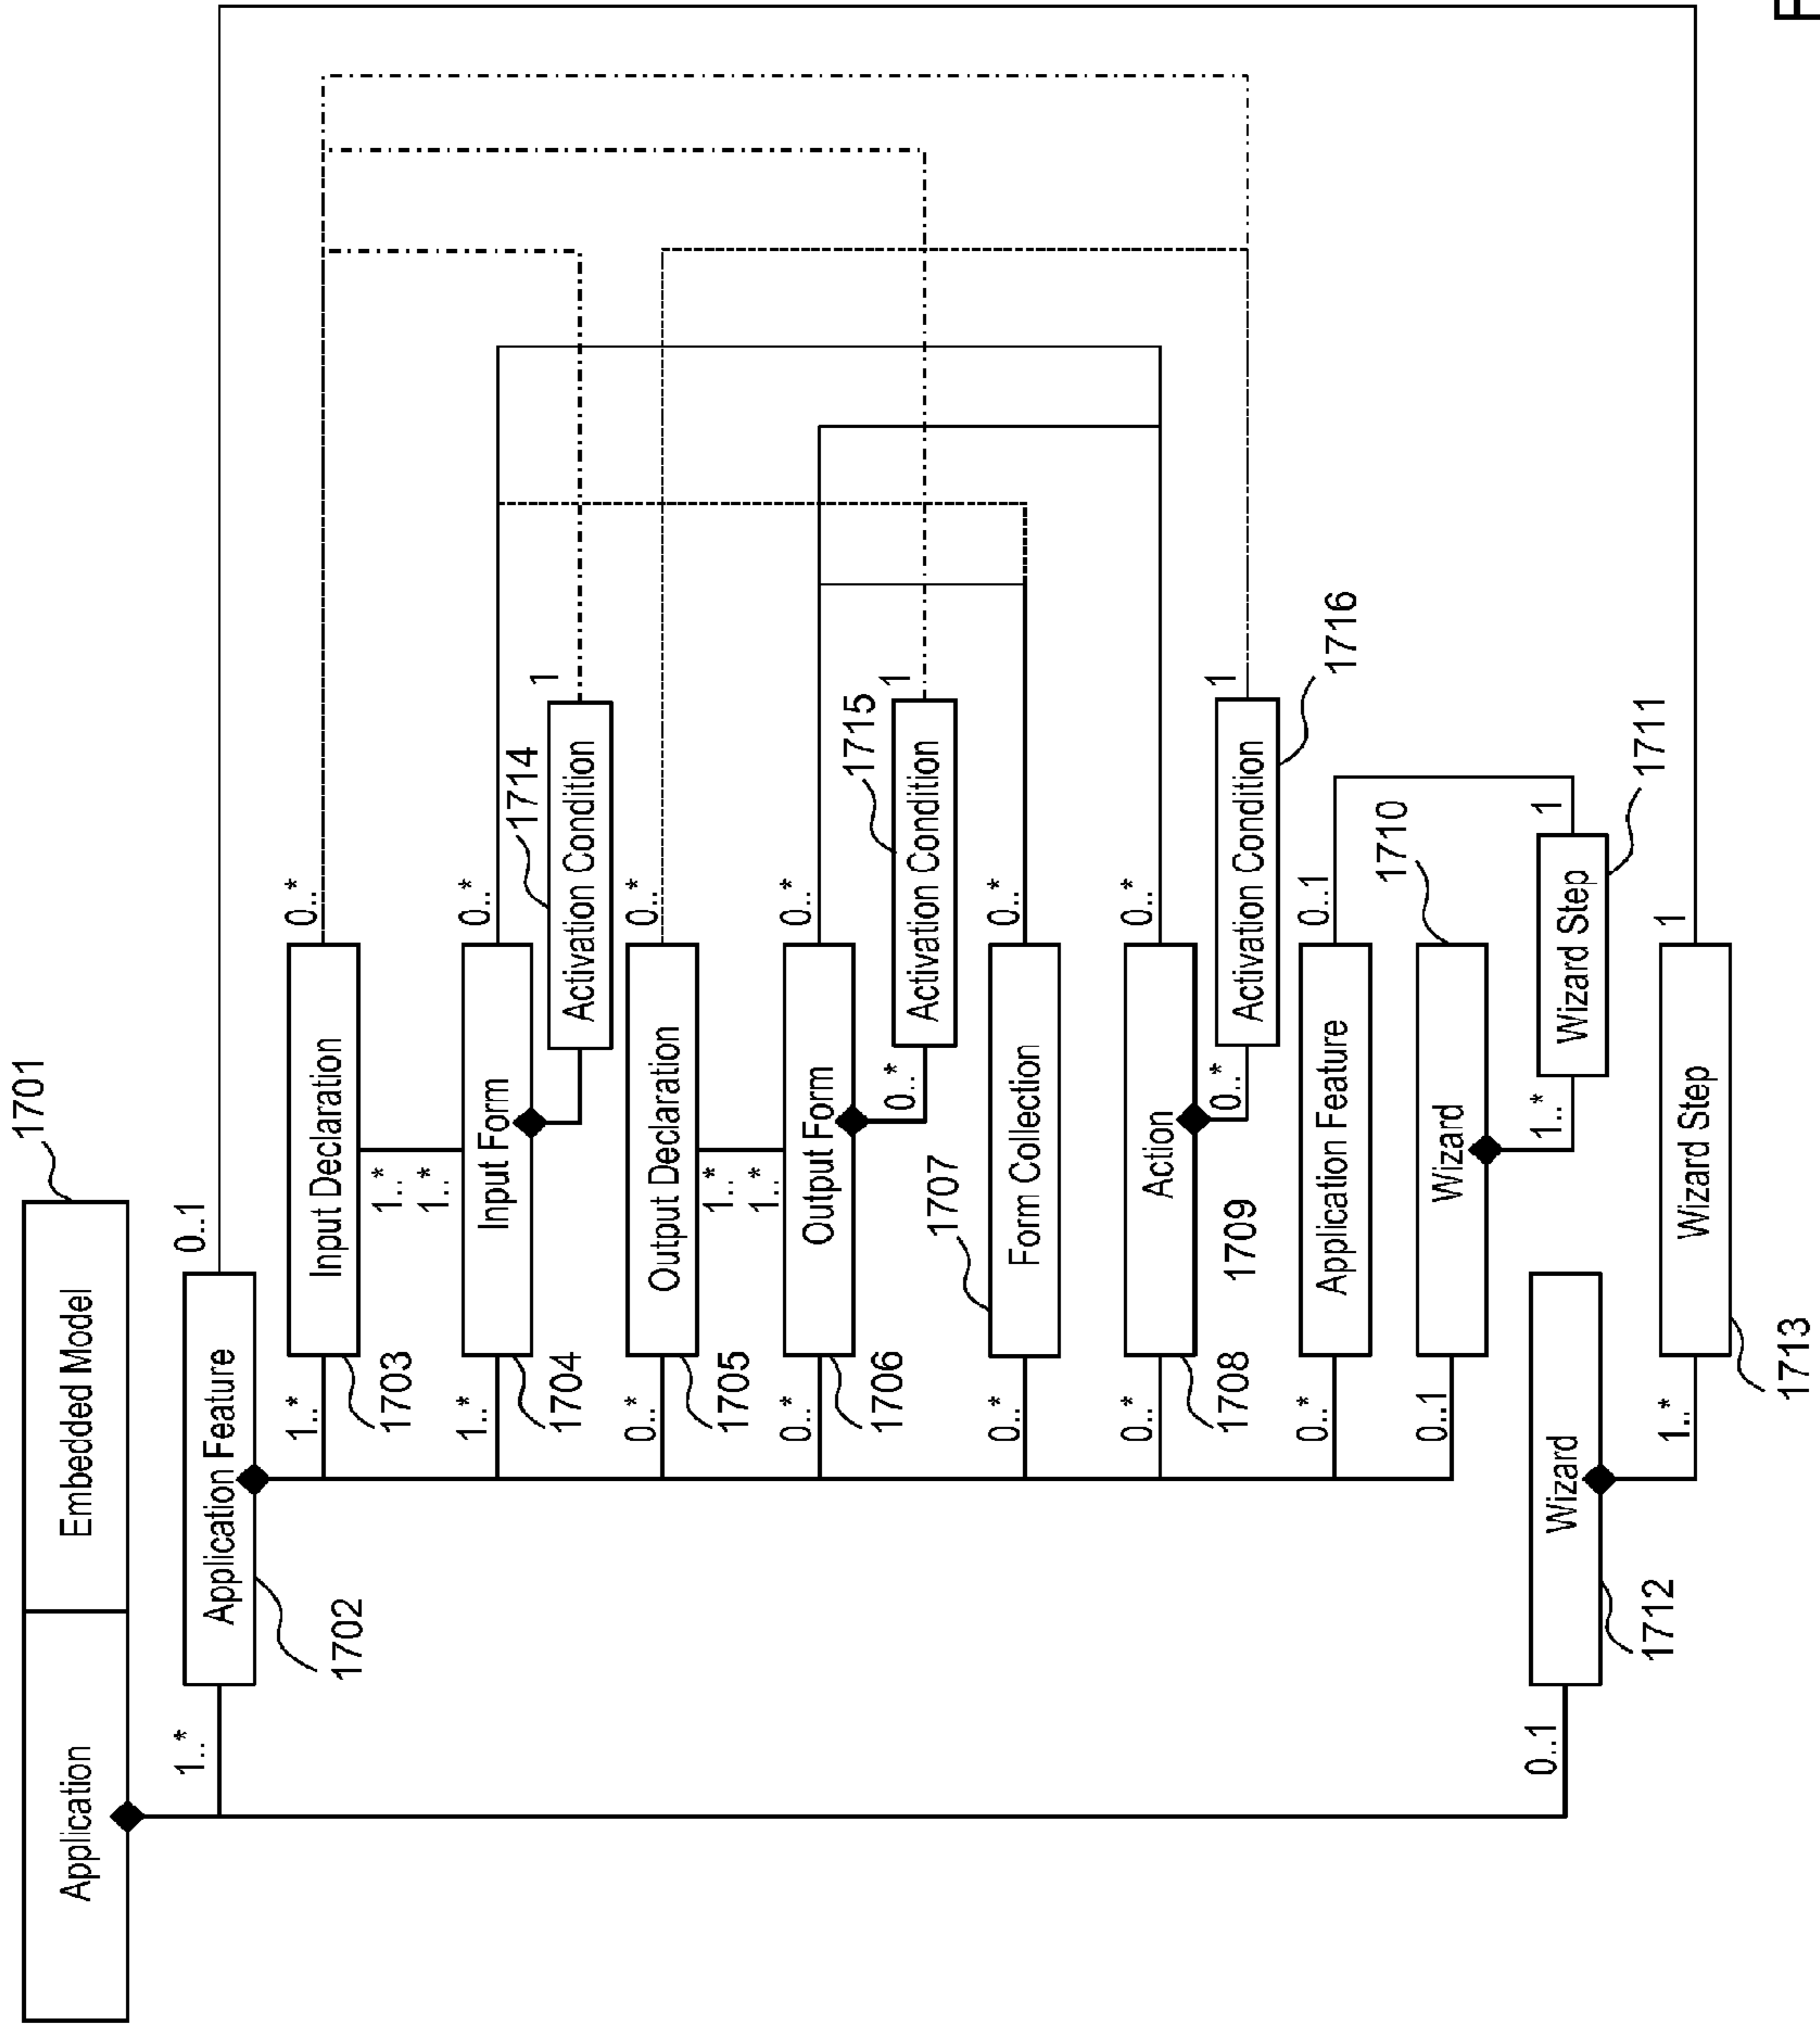 1701
Application
Embedded Model
1..*
Application Feature
0..1
1702
1..*
Input Declaration
0..*
1703
1..*
1..*
1..*
Input Form
0..*
1704
1714
Activation Condition
1
0..*
Output Declaration
0..*
1705
1..*
1..*
0..*
Output Form
0..*
1706
1715
0..*
Activation Condition
1
1707
0..*
Form Collection
0..*
0..*
Action
0..*
1708
1709
0..*
Activation Condition
1
1716
0..*
Application Feature
0..1
0..1
Wizard
1710
1..*
Wizard Step
1
1711
0..1
Wizard
1712
1..*
Wizard Step
1
1713